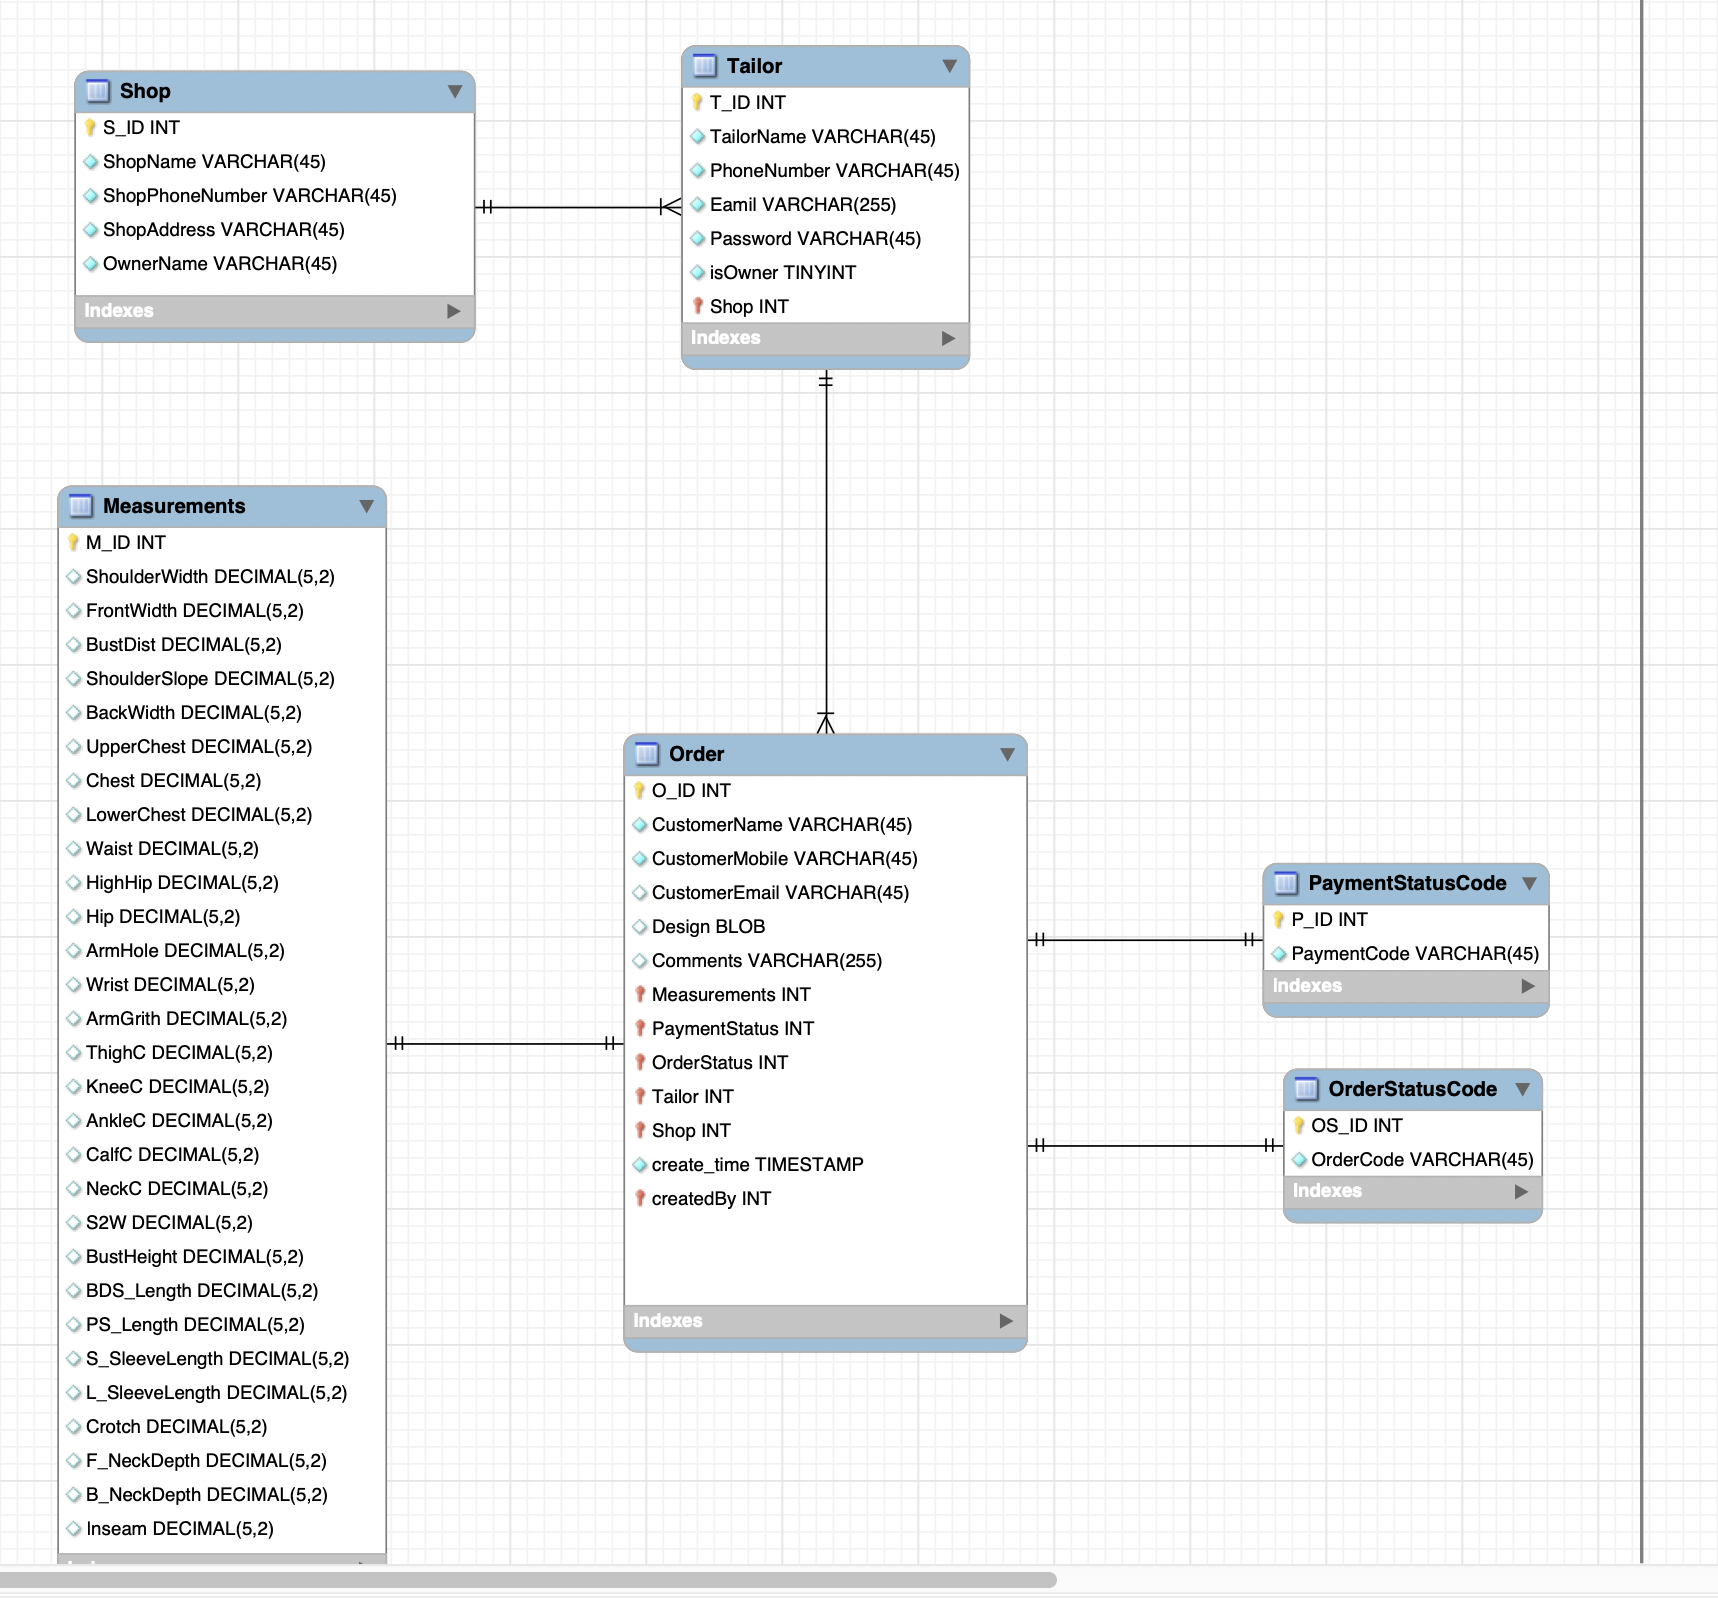 Shop
S_ID INT
ShopName VARCHAR(45)
ShopPhoneNumber VARCHAR(45)
ShopAddress VARCHAR(45)
OwnerName VARCHAR(45)
Indexes
Tailor
T_ID INT
TailorName VARCHAR(45)
PhoneNumber VARCHAR(45)
Eamil VARCHAR(255)
Password VARCHAR(45)
isOwner TINYINT
Shop INT
Indexes
Measurements
M_ID INT
ShoulderWidth DECIMAL(5,2)
FrontWidth DECIMAL(5,2)
BustDist DECIMAL(5,2)
ShoulderSlope DECIMAL(5,2)
BackWidth DECIMAL(5,2)
UpperChest DECIMAL(5,2)
Chest DECIMAL(5,2)
LowerChest DECIMAL(5,2)
Waist DECIMAL(5,2)
HighHip DECIMAL(5,2)
Hip DECIMAL(5,2)
ArmHole DECIMAL(5,2)
Wrist DECIMAL(5,2)
ArmGrith DECIMAL(5,2)
ThighC DECIMAL(5,2)
KneeC DECIMAL(5,2)
AnkleC DECIMAL(5,2)
CalfC DECIMAL(5,2)
NeckC DECIMAL(5,2)
S2W DECIMAL(5,2)
BustHeight DECIMAL(5,2)
BDS_Length DECIMAL(5,2)
PS_Length DECIMAL(5,2)
S_SleeveLength DECIMAL(5,2)
L_SleeveLength DECIMAL(5,2)
Crotch DECIMAL(5,2)
F_NeckDepth DECIMAL(5,2)
B_NeckDepth DECIMAL(5,2)
Inseam DECIMAL(5,2)
Order
O_ID INT
CustomerName VARCHAR(45)
CustomerMobile VARCHAR(45)
CustomerEmail VARCHAR(45)
Design BLOB
Comments VARCHAR(255)
Measurements INT
PaymentStatus INT
OrderStatus INT
Tailor INT
Shop INT
create_time TIMESTAMP
createdBy INT
Indexes
PaymentStatusCode
P_ID INT
PaymentCode VARCHAR(45)
Indexes
OrderStatusCode
OS_ID INT
OrderCode VARCHAR(45)
Indexes